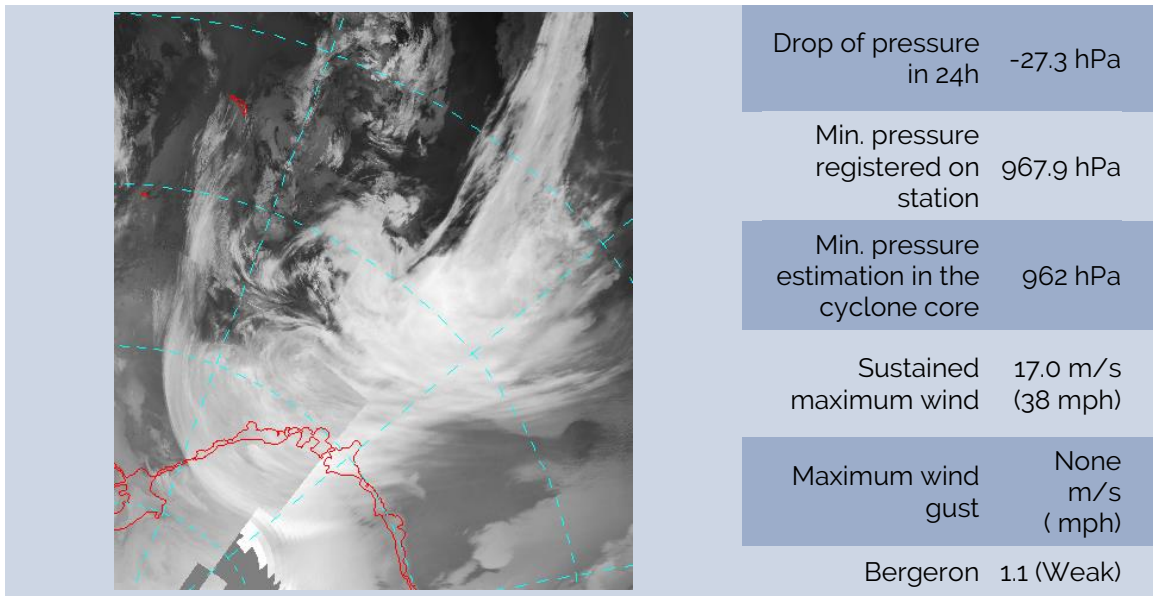 Drop of pressure
in 24h
-27.3 hPa
Min. pressure
registered on
station
967.9 hPa
Min. pressure
estimation in the
cyclone core
962 hPa
Sustained
maximum wind
17.0 m/s
(38 mph)
Maximum wind
gust
None
m/s
( mph)
Bergeron
1.1 (Weak)